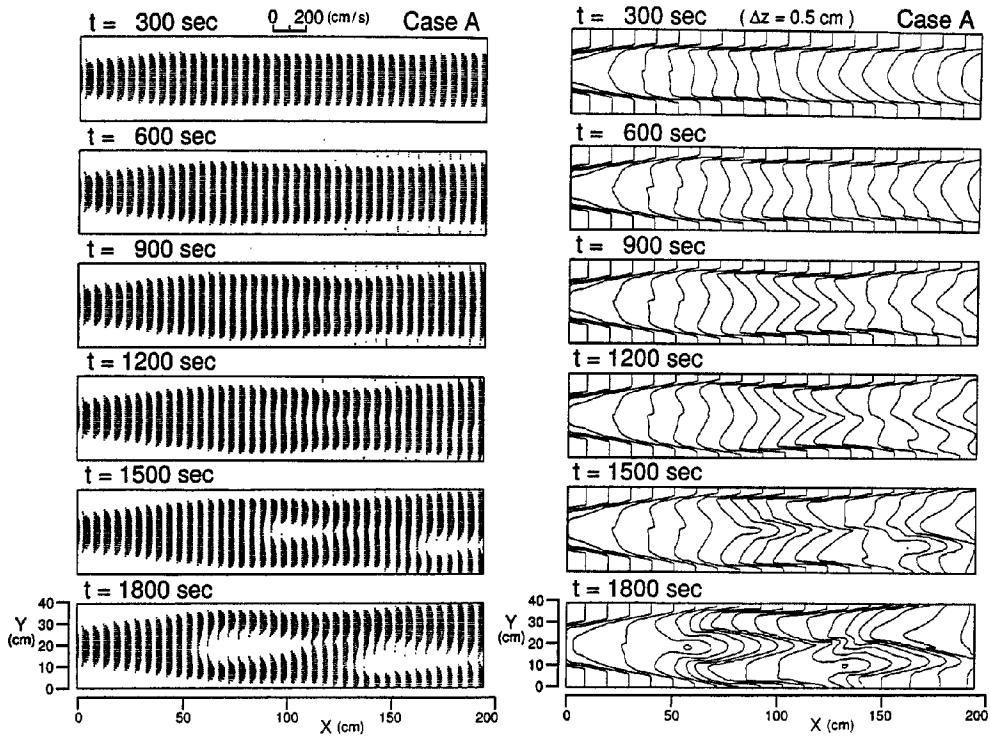 t = 300 sec 0 200 (cm/s) Case A
t = 600 sec
t = 900 sec
t = 1200 sec
t = 1500 sec
t = 1800 sec
40
30
20
10
0
Y
(cm)
0 50 100 150 200
X (cm)
t = 300 sec ( Δz = 0.5 cm ) Case A
t = 600 sec
t = 900 sec
t = 1200 sec
t = 1500 sec
t = 1800 sec
40
30
20
10
0
Y
(cm)
0 50 100 150 200
X (cm)